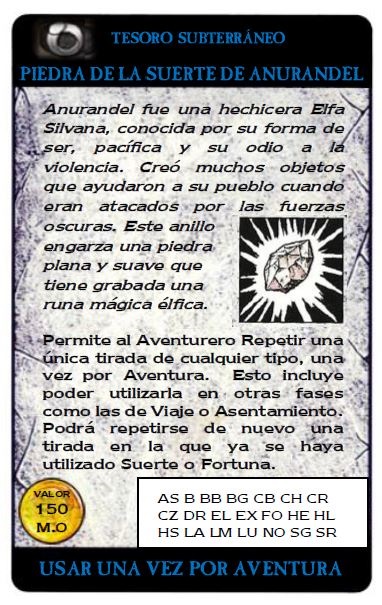 TESORO SUBTERRÁNEO
PIEDRA DE LA SUERTE DE ANURANDEL
Anurandel fue una hechicera Elfa
Silvana, conocida por su forma de
ser, pacífica y su odio a la
violencia. Creó muchos objetos
que ayudaron a su pueblo cuando
eran atacados por las fuerzas
oscuras. Este anillo
engarza una piedra
plana y suave que
tiene grabada una
runa mágica élfica.
Permite al Aventurero Repetir una
única tirada de cualquier tipo, una
vez por Aventura. Esto incluye
poder utilizarla en otras fases
como las de Viaje o Asentamiento.
Podrá repetirse de nuevo una
tirada en la que ya se haya
utilizado Suerte o Fortuna.
VALOR
150
M.O
AS B BB BG CB CH CR
CZ DR EL EX FO HE HL
HS LA LM LU NO SG SR
USAR UNA VEZ POR AVENTURA